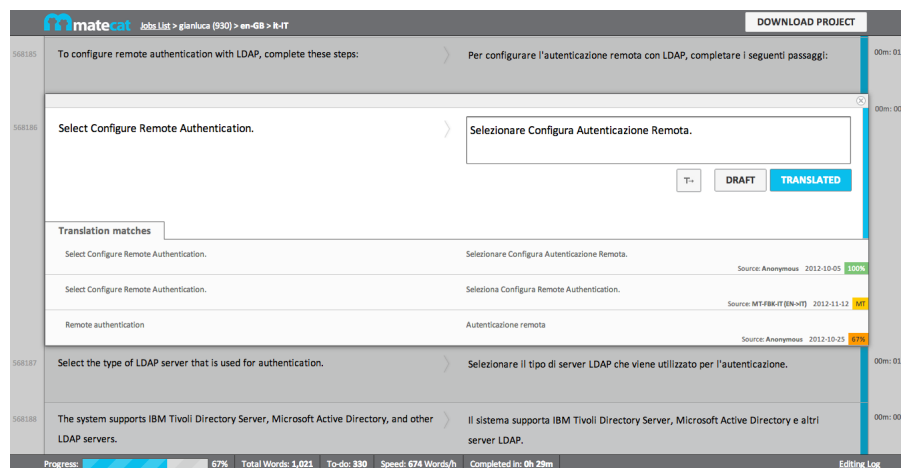 matecat Jobs List > gianluca (930) > en-GB > it-IT DOWNLOAD PROJECT
568185 To configure remote authentication with LDAP, complete these steps: Per configurare l'autenticazione remota con LDAP, completare i seguenti passaggi: 00m: 01
00m: 00
568186 Select Configure Remote Authentication. Selezionare Configura Autenticazione Remota.
T→ DRAFT TRANSLATED
Translation matches
Select Configure Remote Authentication. Selezionare Configura Autenticazione Remota.
Source: Anonymous 2012-10-05 100%
Select Configure Remote Authentication. Seleziona Configura Remote Authentication.
Source: MT-FBK-IT (EN->IT) 2012-11-12 MT
Remote authentication Autenticazione remota
Source: Anonymous 2012-10-25 67%
568187 Select the type of LDAP server that is used for authentication. Selezionare il tipo di server LDAP che viene utilizzato per l'autenticazione. 00m: 01
568188 The system supports IBM Tivoli Directory Server, Microsoft Active Directory, and other Il sistema supporta IBM Tivoli Directory Server, Microsoft Active Directory e altri 00m: 00
LDAP servers. server LDAP.
Progress: 67% Total Words: 1,021 To-do: 330 Speed: 674 Words/h Completed in: 0h 29m Editing Log